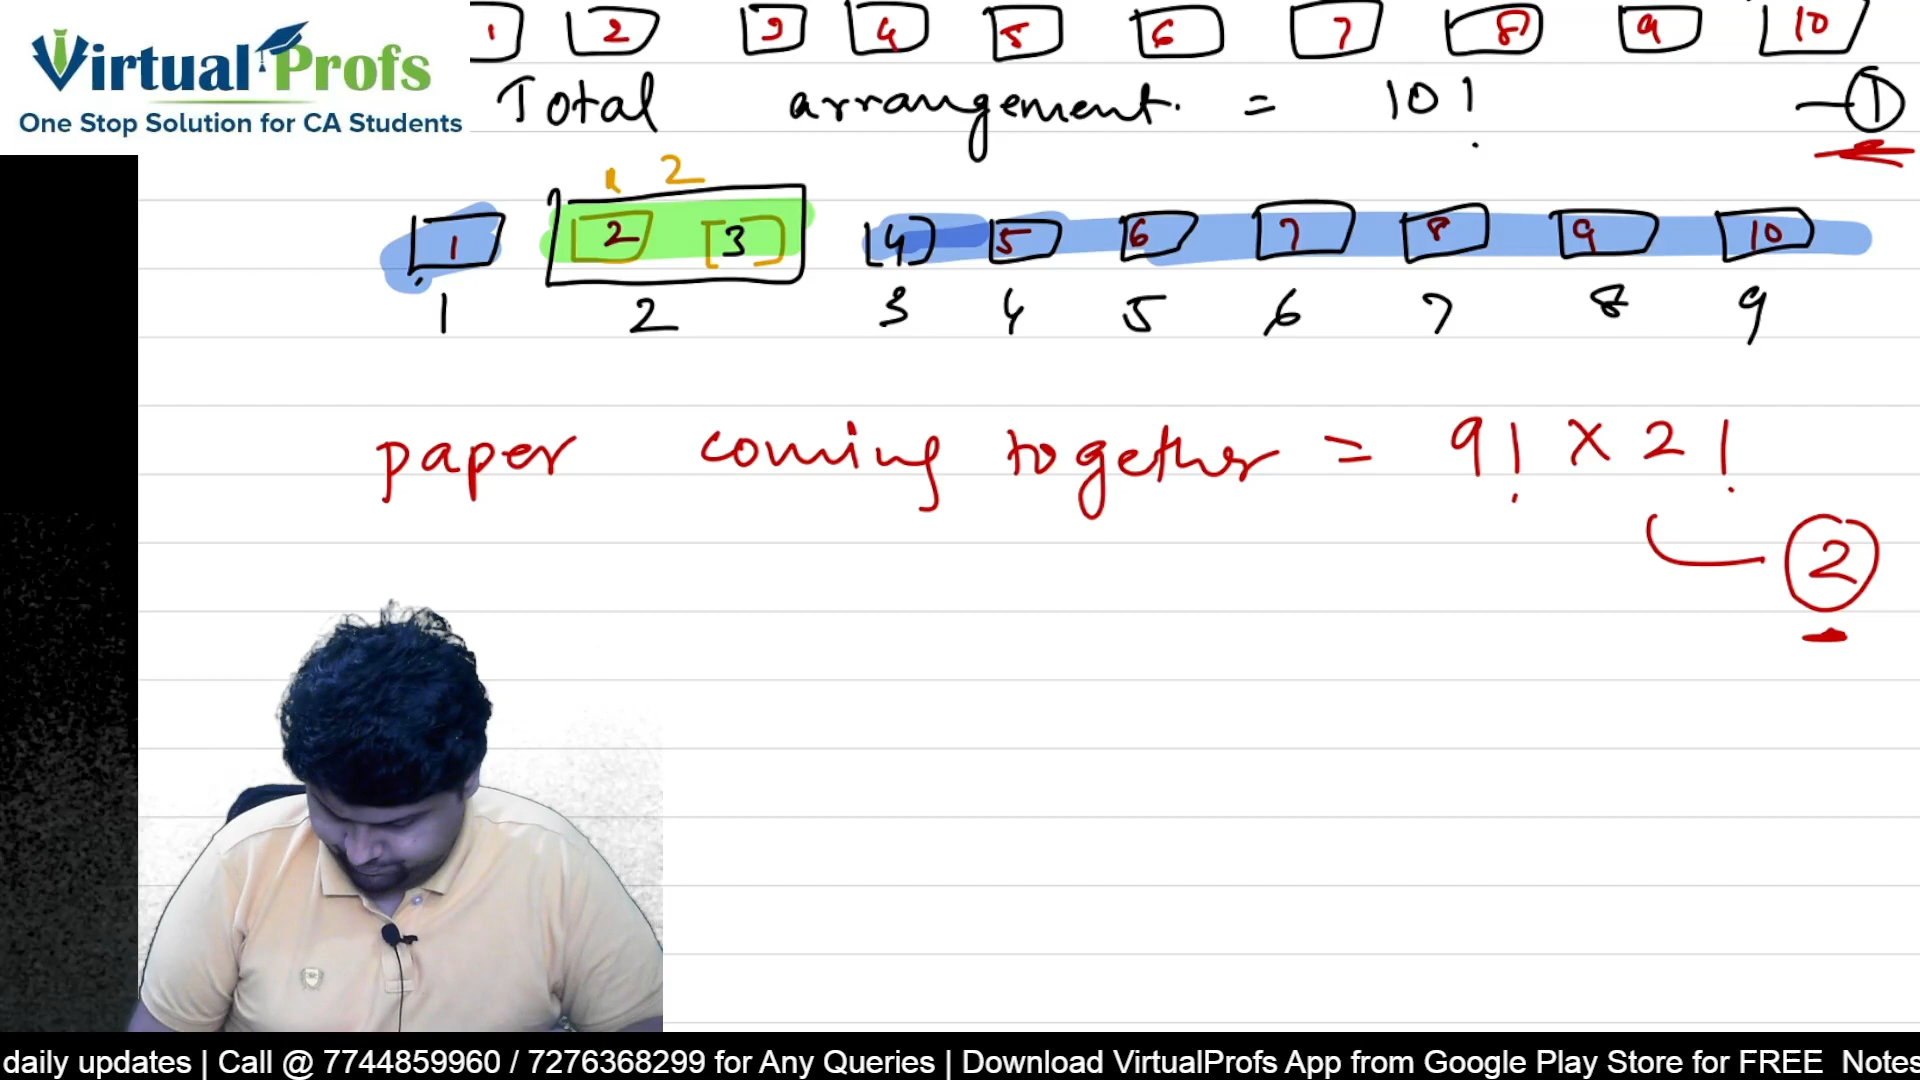 1 2 3 4 5 6 7 8 9 10
Virtual Profs
One Stop Solution for CA Students
Total arrangement. = 10! — 1
2
1 2 3 4 5 6 7 8 9 10
1 2 3 4 5 6 7 8 9
paper coming together = 9! × 2!
2
daily updates | Call @ 7744859960 / 7276368299 for Any Queries | Download VirtualProfs App from Google Play Store for FREE Notes